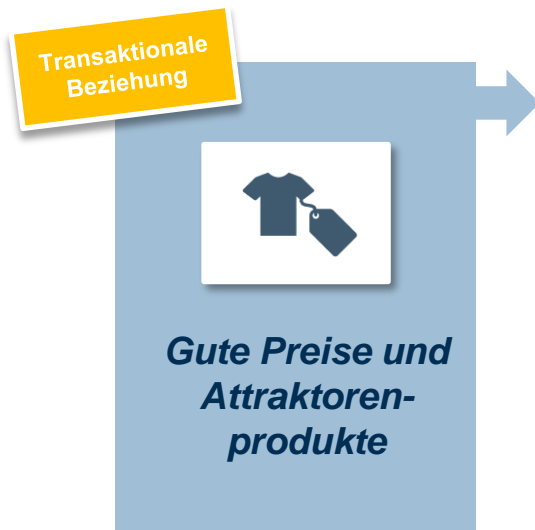 Transaktionale
Beziehung
Gute Preise und
Attraktoren-
produkte